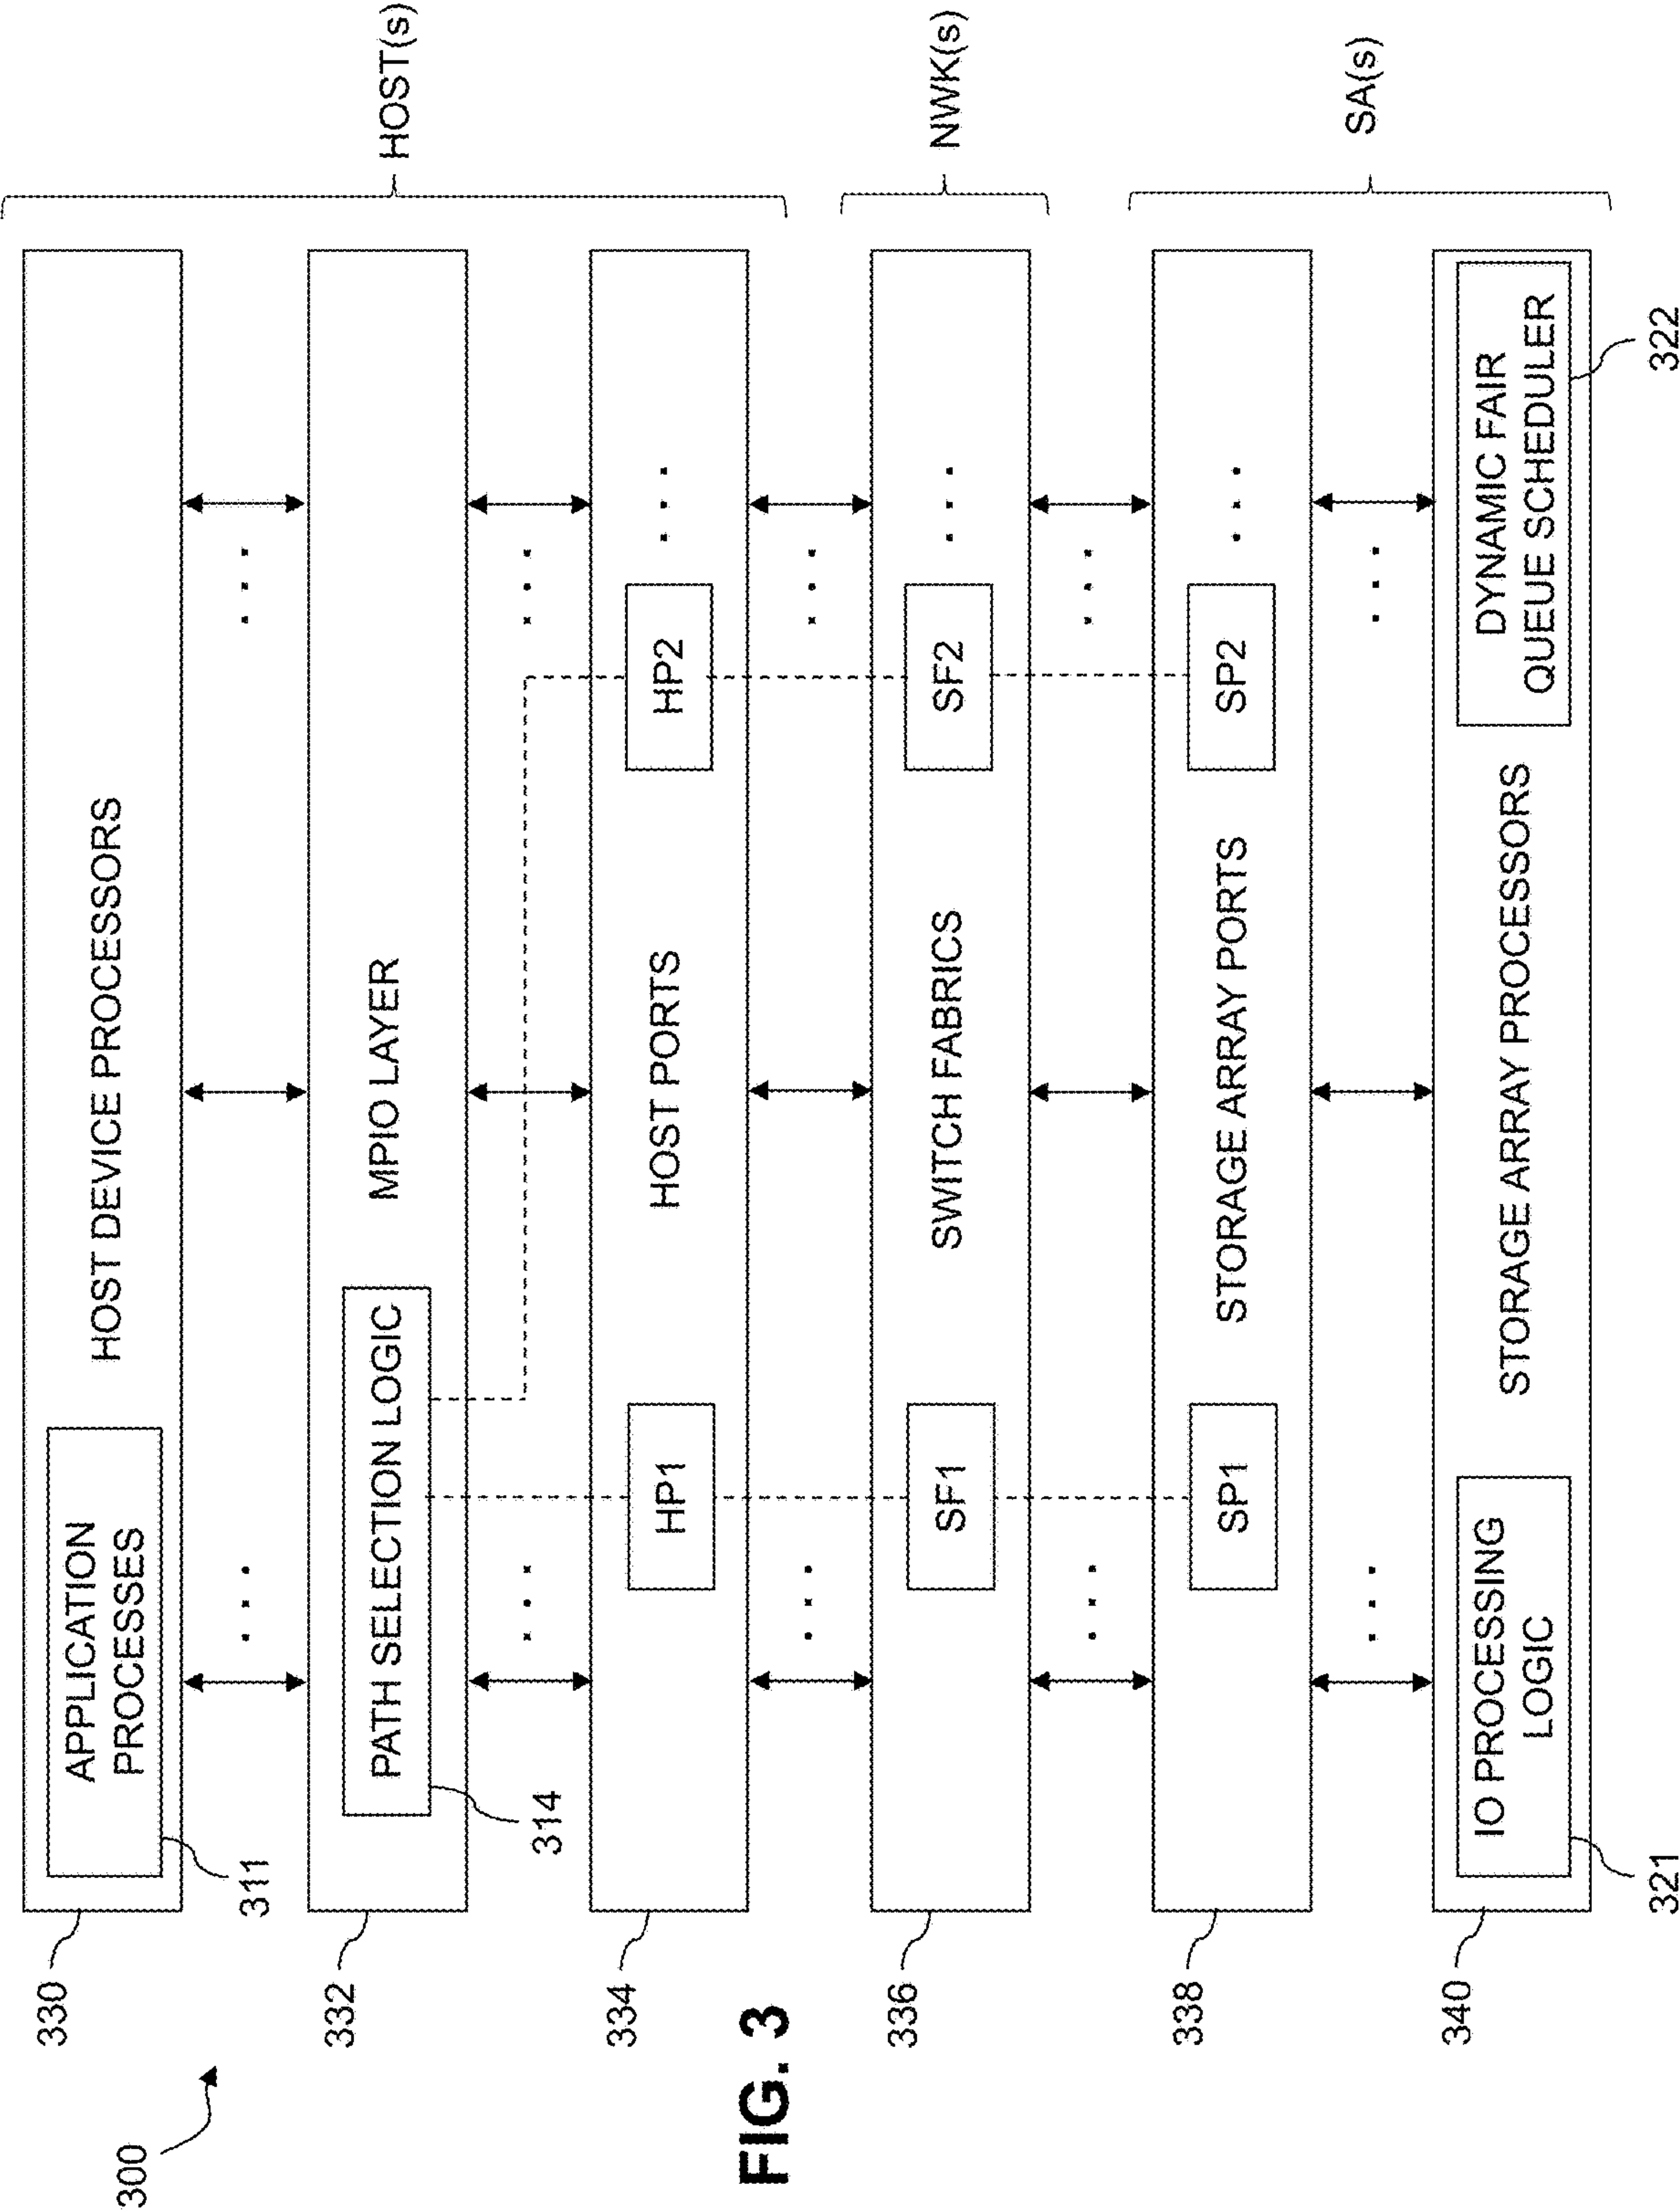 300
330
APPLICATION
PROCESSES
HOST DEVICE PROCESSORS
311
HOST(s)
332
PATH SELECTION LOGIC
MPIO LAYER
314
334
HP1
HOST PORTS
HP2
336
SF1
SWITCH FABRICS
SF2
NWK(s)
338
SP1
STORAGE ARRAY PORTS
SP2
SA(s)
340
IO PROCESSING
LOGIC
STORAGE ARRAY PROCESSORS
DYNAMIC FAIR
QUEUE SCHEDULER
321
322
FIG. 3